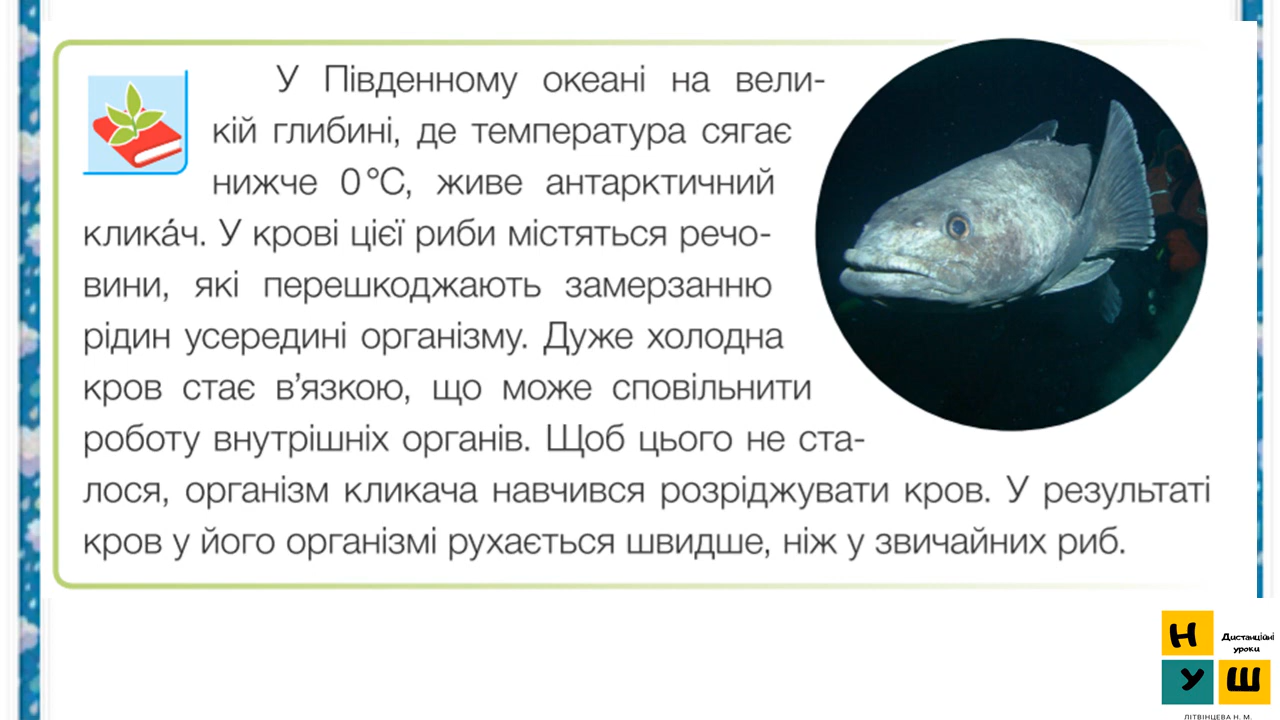 У Південному океані на вели-
кій глибині, де температура сягає
нижче 0 °C, живе антарктичний
клика́ч. У крові цієї риби містяться речо-
вини, які перешкоджають замерзанню
рідин усередині організму. Дуже холодна
кров стає в’язкою, що може сповільнити
роботу внутрішніх органів. Щоб цього не ста-
лося, організм кликача навчився розріджувати кров. У результаті
кров у його організмі рухається швидше, ніж у звичайних риб.
Н
Дистанційні
уроки
У Ш
ЛІТВІНЦЕВА Н. М.